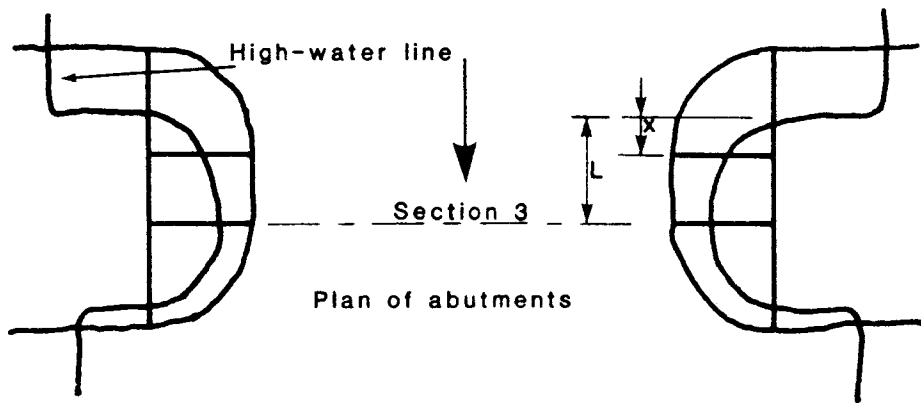 High-water line
X
L
Section 3
Plan of abutments